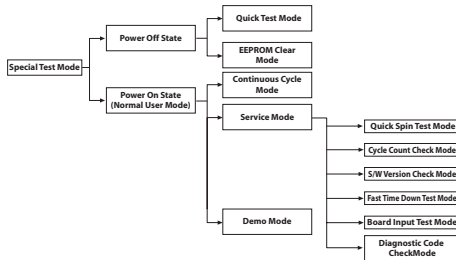 Special Test Mode
Power Off State
Quick Test Mode
EEPROM Clear
Mode
Power On State
(Normal User Mode)
Continuous Cycle
Mode
Service Mode
Quick Spin Test Mode
Cycle Count Check Mode
S/W Version Check Mode
Fast Time Down Test Mode
Board Input Test Mode
Diagnostic Code
CheckMode
Demo Mode